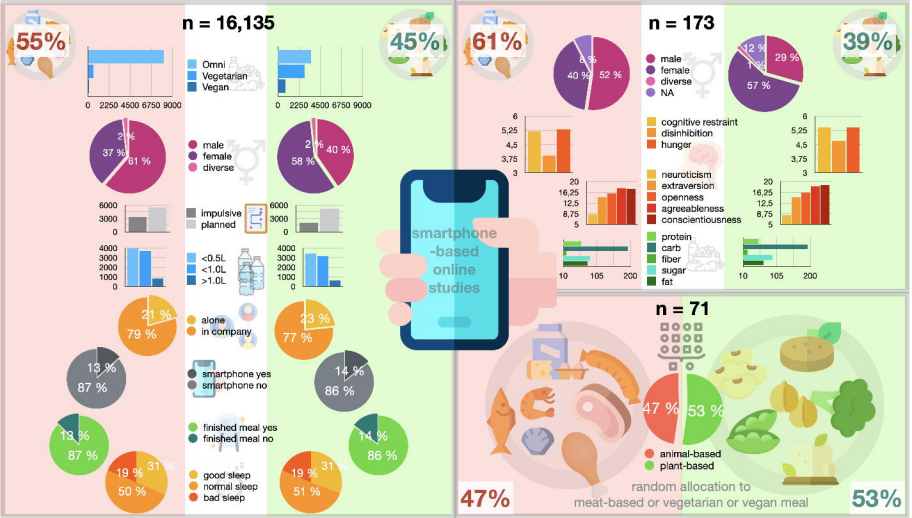 n = 16,135
55%
45%
Omni
Vegetarian
Vegan
0 2250 4500 6750 9000
0 2250 4500 6750 9000
2 %
37 %
61 %
male
female
diverse
2 %
40 %
58 %
6000
3000
0
impulsive
planned
6000
3000
0
4000
3000
2000
1000
0
<0.5L
<1.0L
>1.0L
4000
3000
2000
1000
0
21 %
79 %
alone
in company
23 %
77 %
13 %
87 %
smartphone yes
smartphone no
14 %
86 %
13 %
87 %
finished meal yes
finished meal no
14 %
86 %
19 %
31 %
50 %
good sleep
normal sleep
bad sleep
19 %
31 %
51 %
smartphone
-based
online
studies
n = 173
61%
39%
8 %
40 %
52 %
male
female
diverse
NA
12 %
1 %
29 %
57 %
6
5,25
4,5
3,75
3
cognitive restraint
disinhibition
hunger
6
5,25
4,5
3,75
3
20
16,25
12,5
8,75
5
neuroticism
extraversion
openness
agreeableness
conscientiousness
20
16,25
12,5
8,75
5
10 105 200
protein
carb
fiber
sugar
fat
10 105 200
n = 71
47 %
53 %
animal-based
plant-based
47%
random allocation to
meat-based or vegetarian or vegan meal
53%